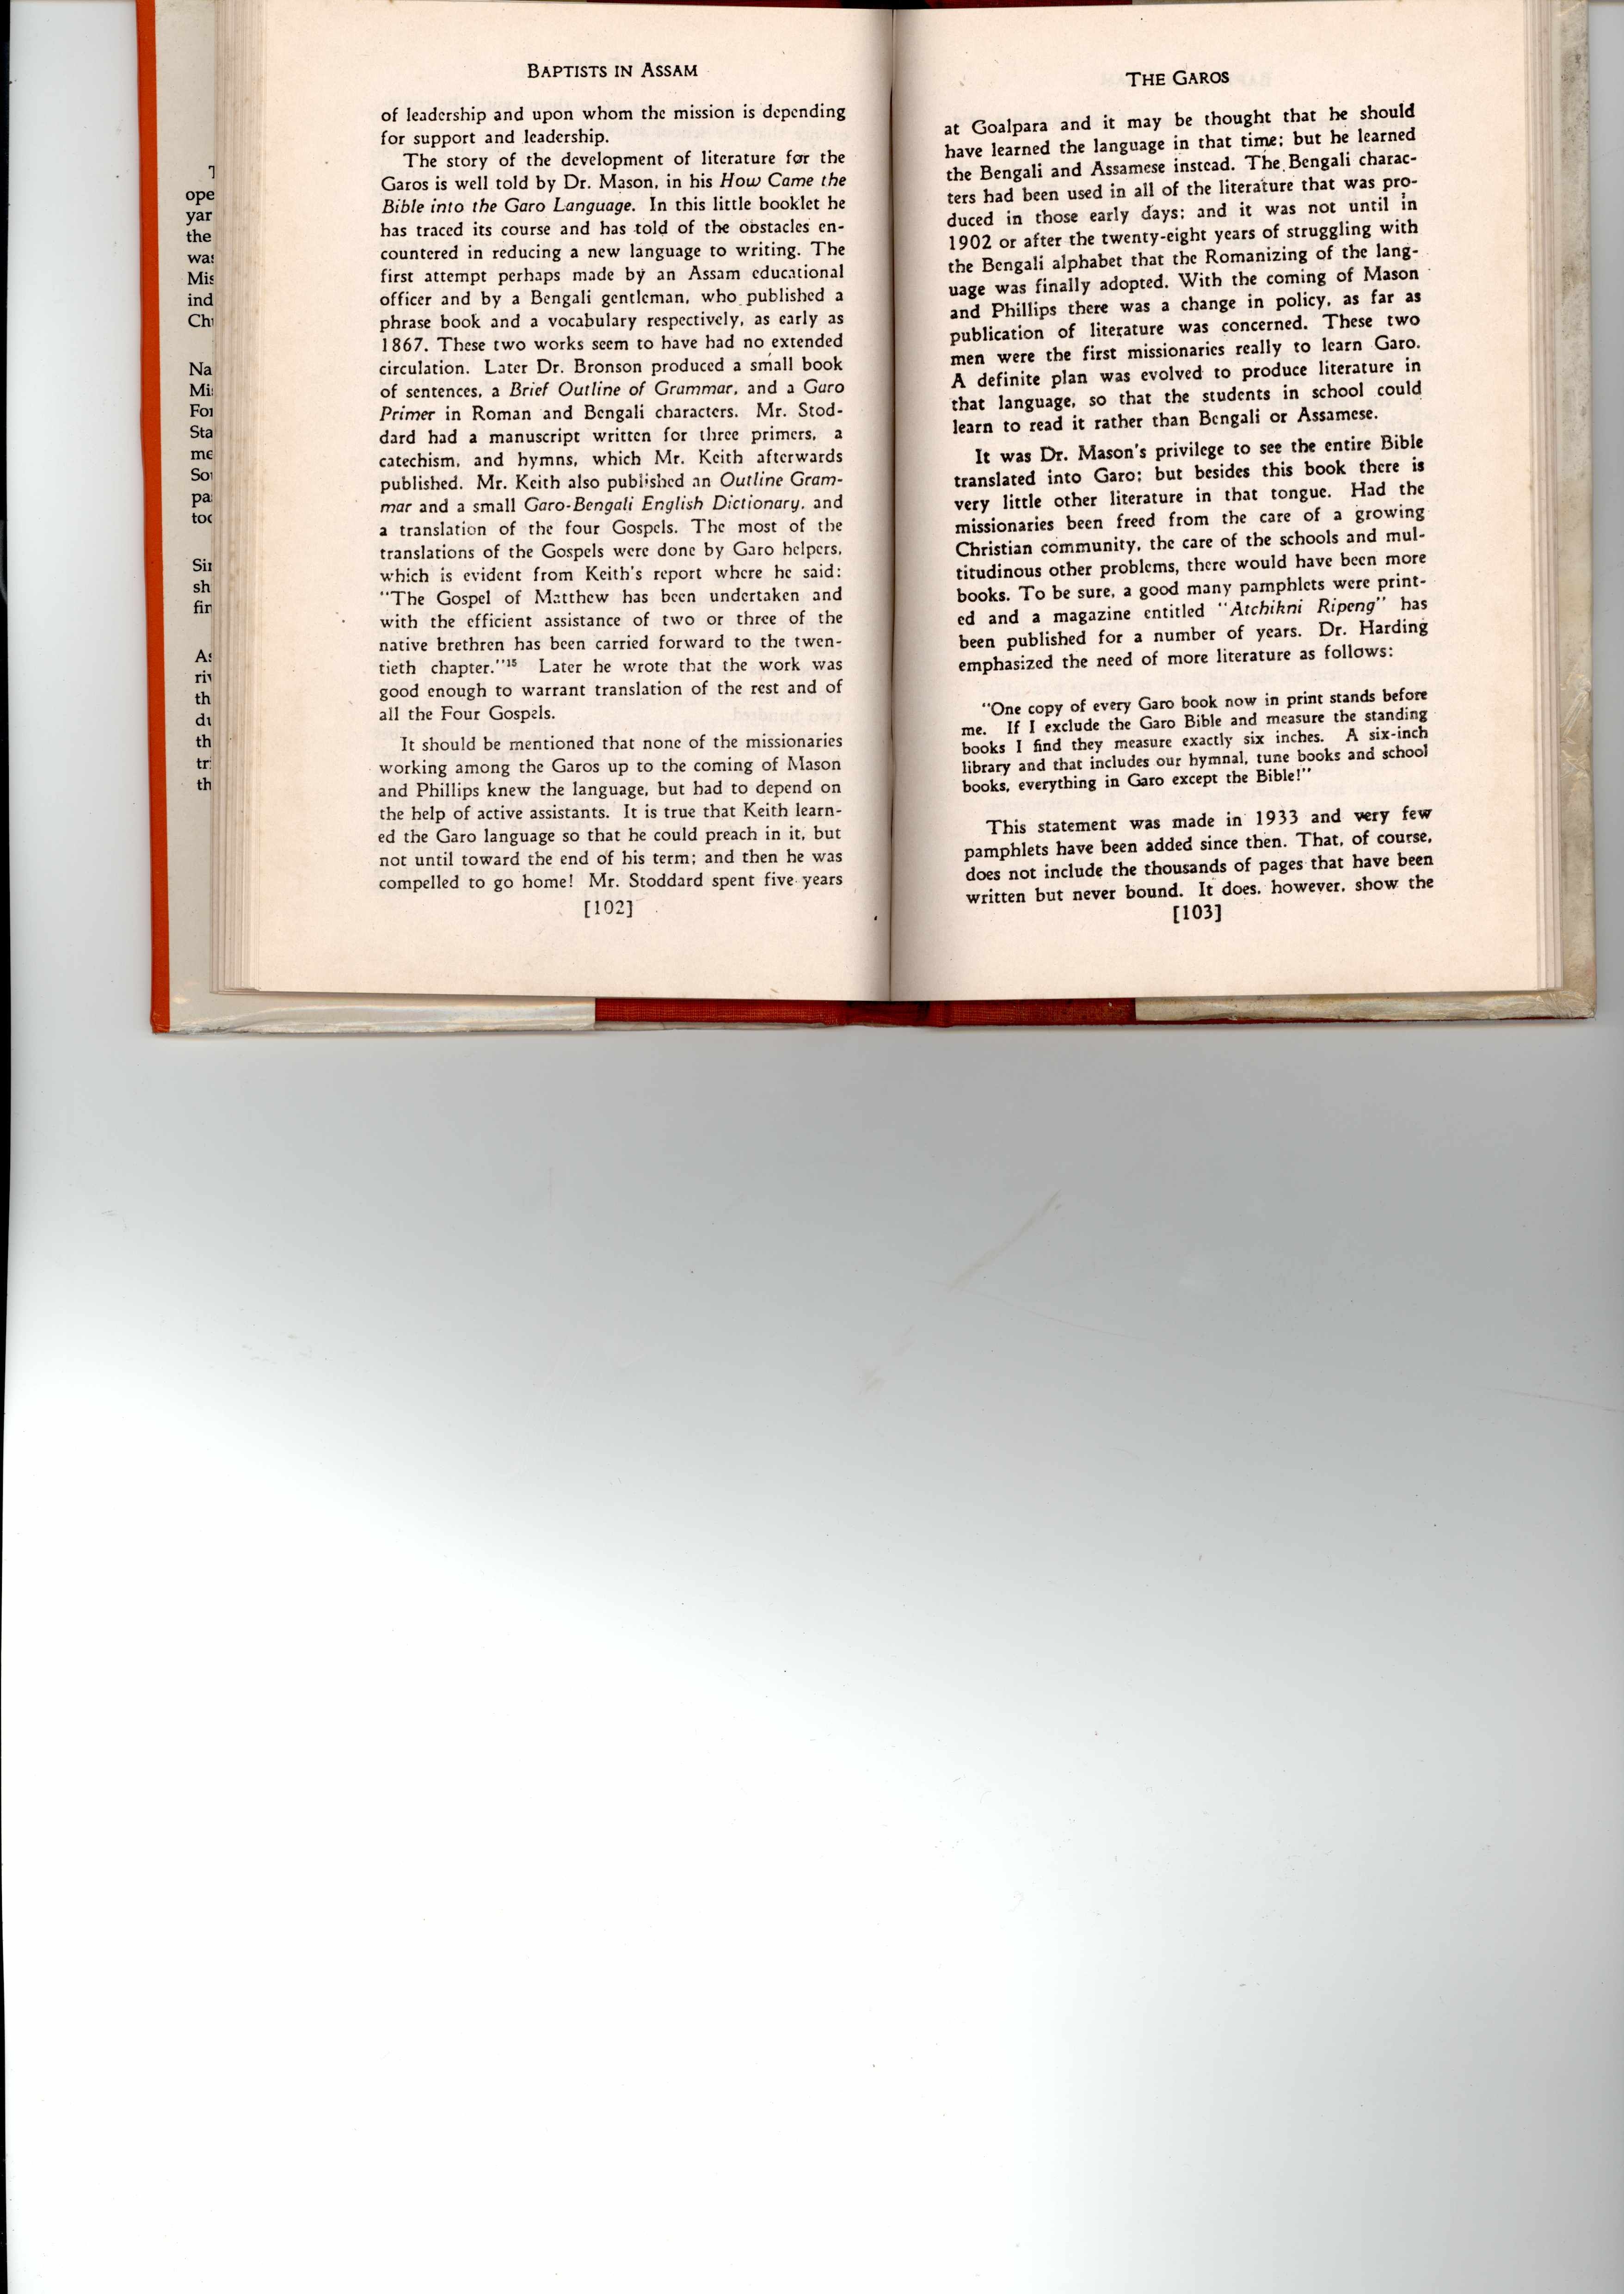 BAPTISTS IN ASSAM
of leadership and upon whom the mission is depending
for support and leadership.
The story of the development of literature for the
Garos is well told by Dr. Mason, in his How Came the
Bible into the Garo Language. In this little booklet he
has traced its course and has told of the obstacles en-
countered in reducing a new language to writing. The
first attempt perhaps made by an Assam educational
officer and by a Bengali gentleman, who published a
phrase book and a vocabulary respectively, as early as
1867. These two works seem to have had no extended
circulation. Later Dr. Bronson produced a small book
of sentences, a Brief Outline of Grammar, and a Garo
Primer in Roman and Bengali characters. Mr. Stod-
dard had a manuscript written for three primers, a
catechism, and hymns, which Mr. Keith afterwards
published. Mr. Keith also published an Outline Gram-
mar and a small Garo-Bengali English Dictionary, and
a translation of the four Gospels. The most of the
translations of the Gospels were done by Garo helpers,
which is evident from Keith's report where he said:
"The Gospel of Matthew has been undertaken and
with the efficient assistance of two or three of the
native brethren has been carried forward to the twen-
tieth chapter."15 Later he wrote that the work was
good enough to warrant translation of the rest and of
all the Four Gospels.
It should be mentioned that none of the missionaries
working among the Garos up to the coming of Mason
and Phillips knew the language, but had to depend on
the help of active assistants. It is true that Keith learn-
ed the Garo language so that he could preach in it, but
not until toward the end of his term; and then he was
compelled to go home! Mr. Stoddard spent five years
[102]
THE GAROS
at Goalpara and it may be thought that he should
have learned the language in that time; but he learned
the Bengali and Assamese instead. The Bengali charac-
ters had been used in all of the literature that was pro-
duced in those early days; and it was not until in
1902 or after the twenty-eight years of struggling with
the Bengali alphabet that the Romanizing of the lang-
uage was finally adopted. With the coming of Mason
and Phillips there was a change in policy, as far as
publication of literature was concerned. These two
men were the first missionaries really to learn Garo.
A definite plan was evolved to produce literature in
that language, so that the students in school could
learn to read it rather than Bengali or Assamese.
It was Dr. Mason's privilege to see the entire Bible
translated into Garo; but besides this book there is
very little other literature in that tongue. Had the
missionaries been freed from the care of a growing
Christian community, the care of the schools and mul-
titudinous other problems, there would have been more
books. To be sure, a good many pamphlets were print-
ed and a magazine entitled "Atchikni Ripeng" has
been published for a number of years. Dr. Harding
emphasized the need of more literature as follows:
"One copy of every Garo book now in print stands before
me. If I exclude the Garo Bible and measure the standing
books I find they measure exactly six inches. A six-inch
library and that includes our hymnal, tune books and school
books, everything in Garo except the Bible!"
This statement was made in 1933 and very few
pamphlets have been added since then. That, of course,
does not include the thousands of pages that have been
written but never bound. It does, however, show the
[103]